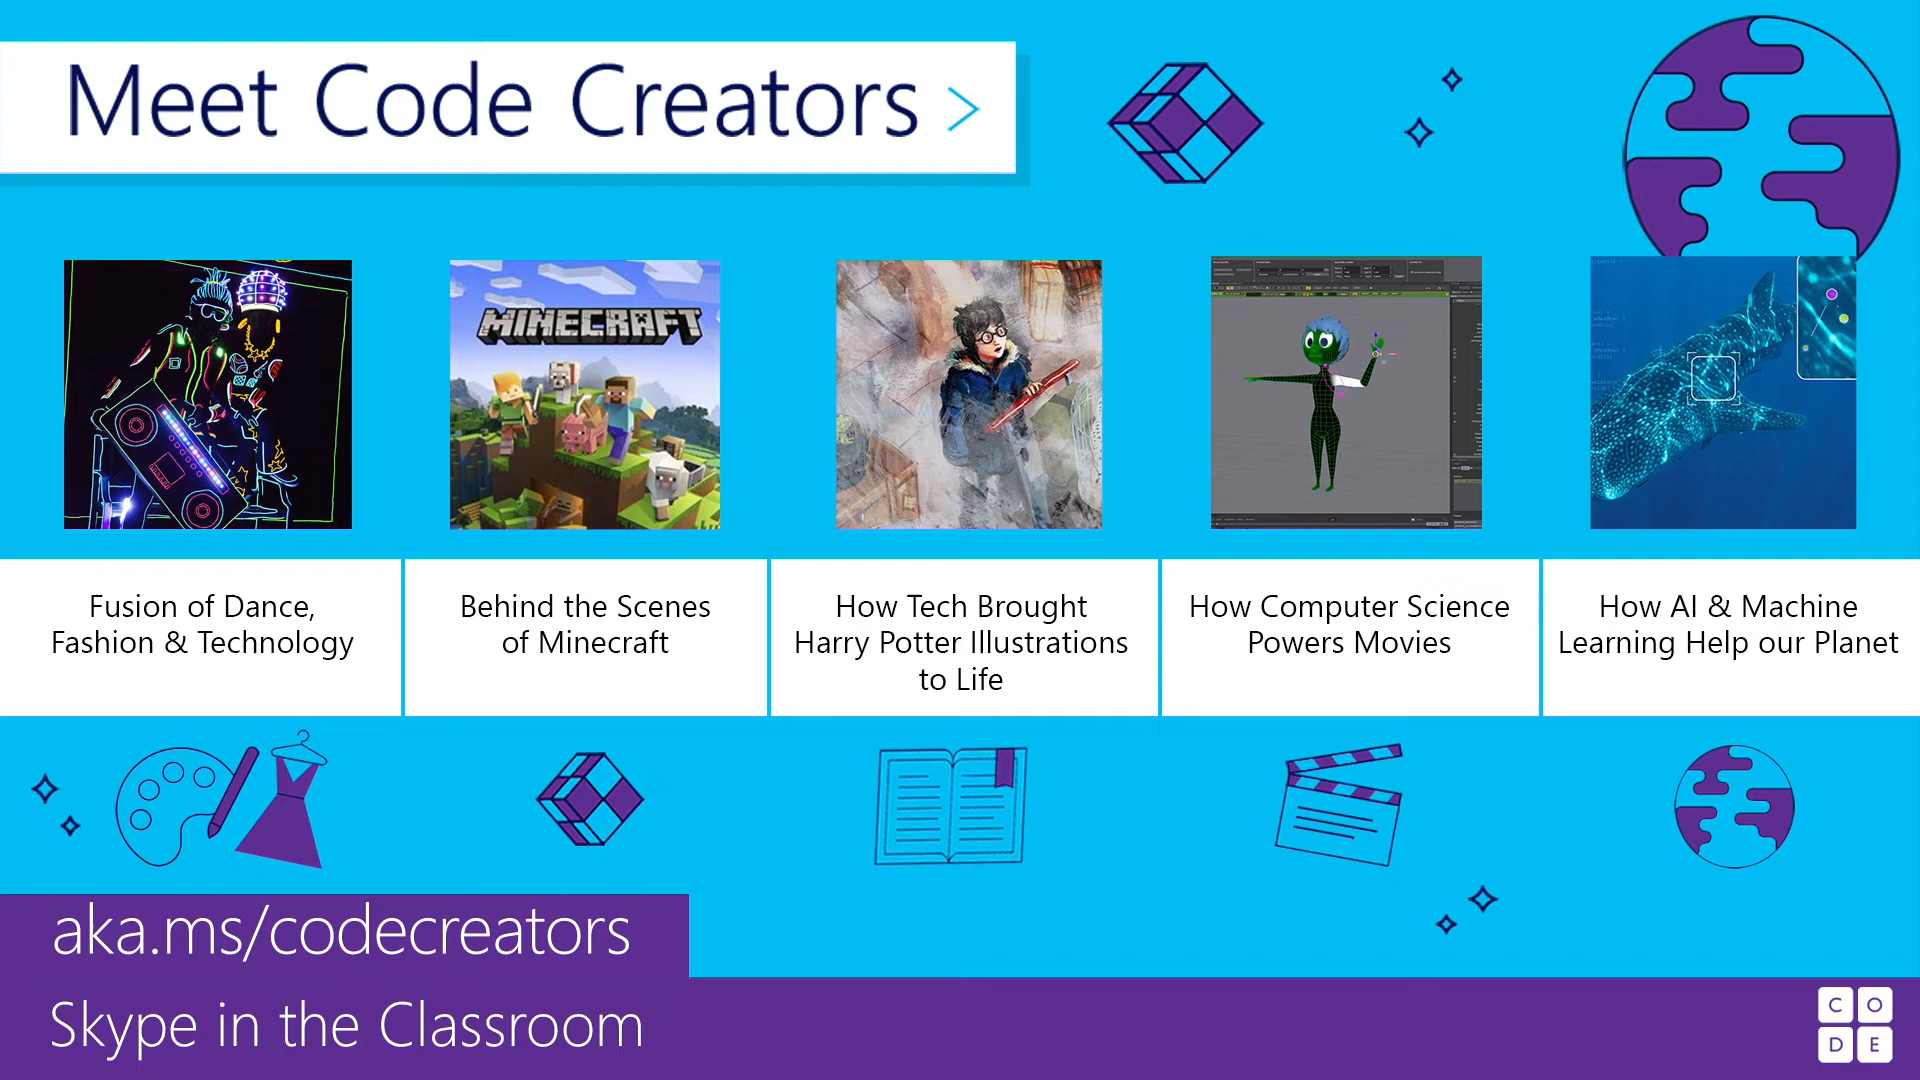 Meet Code Creators >
MINECRAFT
Fusion of Dance,
Fashion & Technology
Behind the Scenes
of Minecraft
How Tech Brought
Harry Potter Illustrations
to Life
How Computer Science
Powers Movies
How AI & Machine
Learning Help our Planet
aka.ms/codecreators
Skype in the Classroom
C O
D E